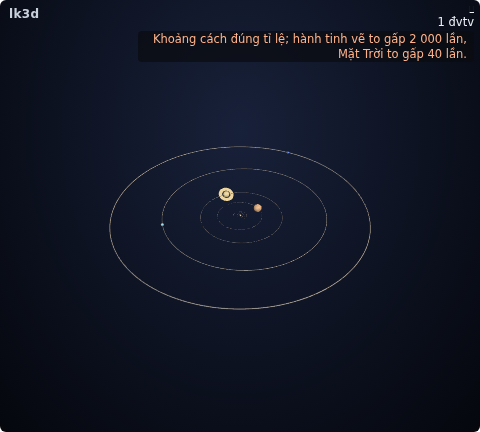 lk3d
–
1 đvtv
Khoảng cách đúng tỉ lệ; hành tinh vẽ to gấp 2 000 lần,
Mặt Trời to gấp 40 lần.